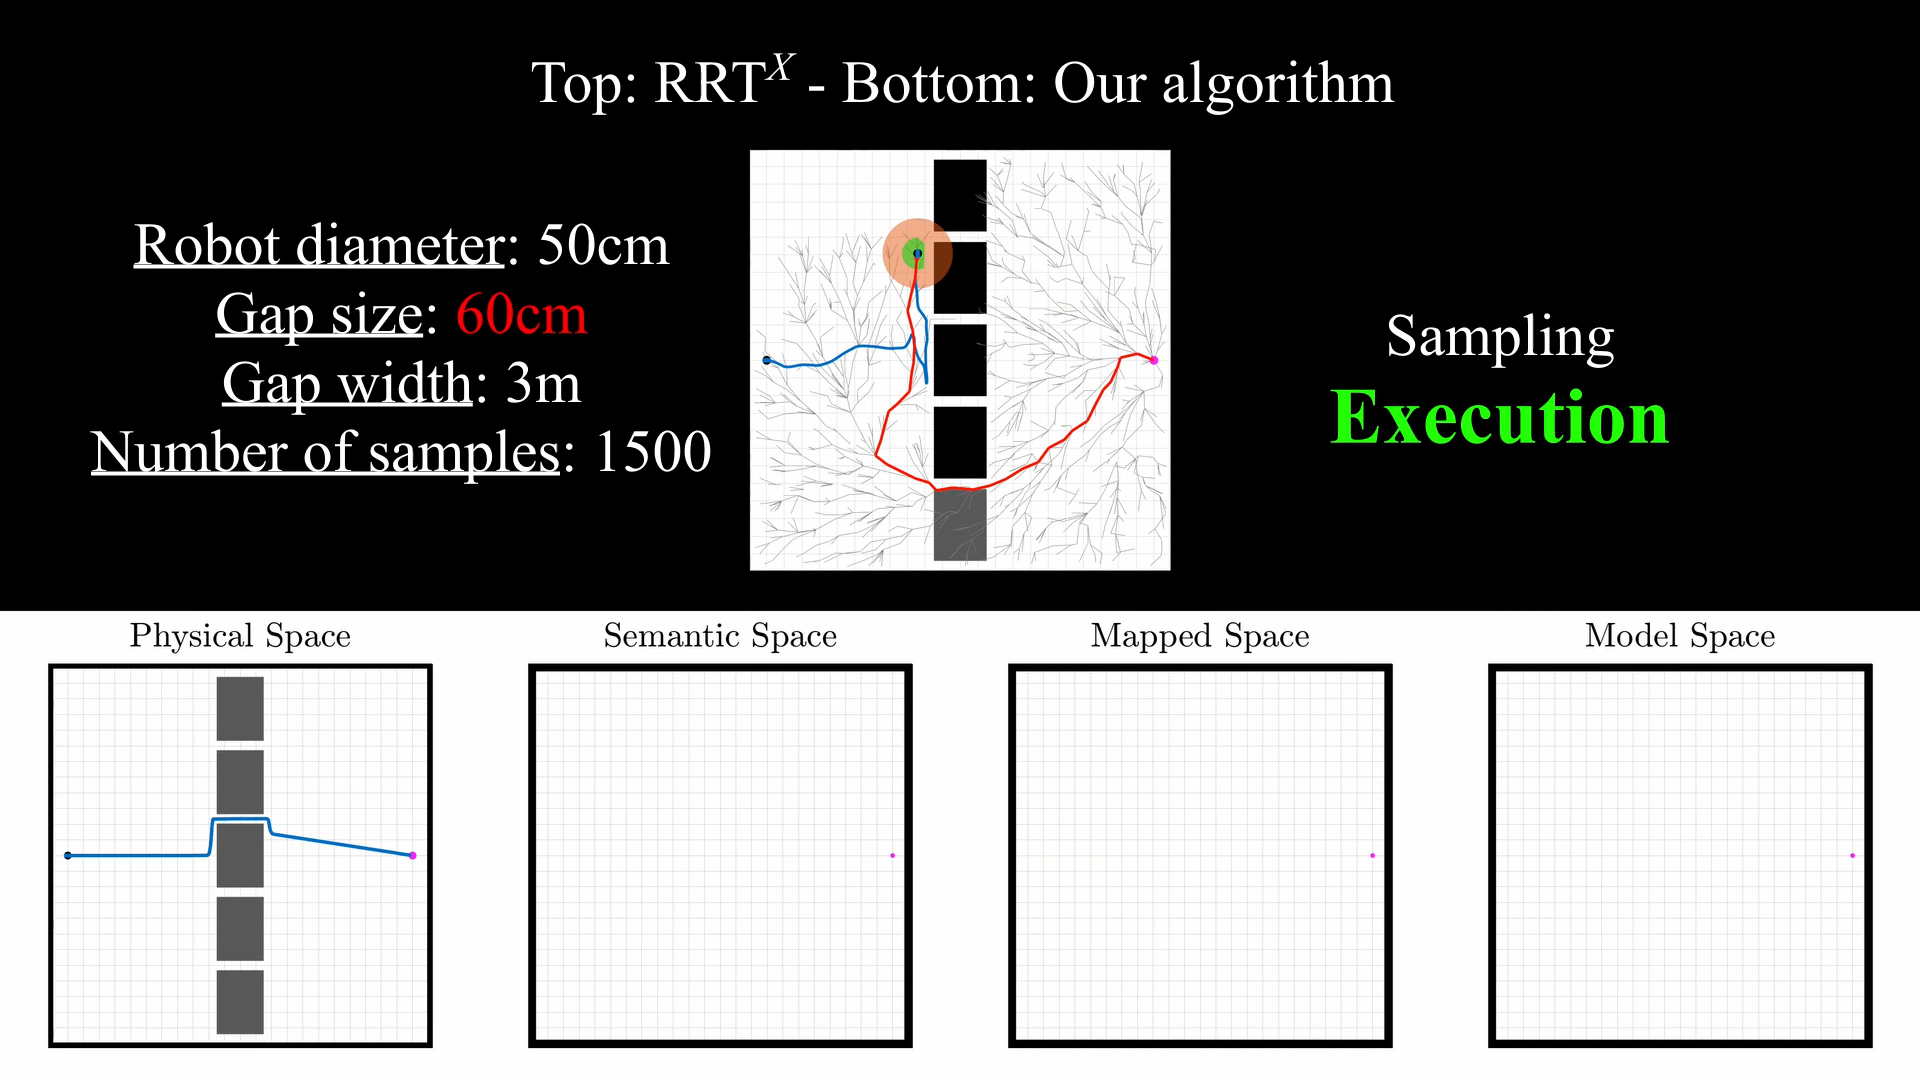 Top: RRTˣ - Bottom: Our algorithm
Robot diameter: 50cm
Gap size: 60cm
Gap width: 3m
Number of samples: 1500
Sampling
Execution
Physical Space
Semantic Space
Mapped Space
Model Space